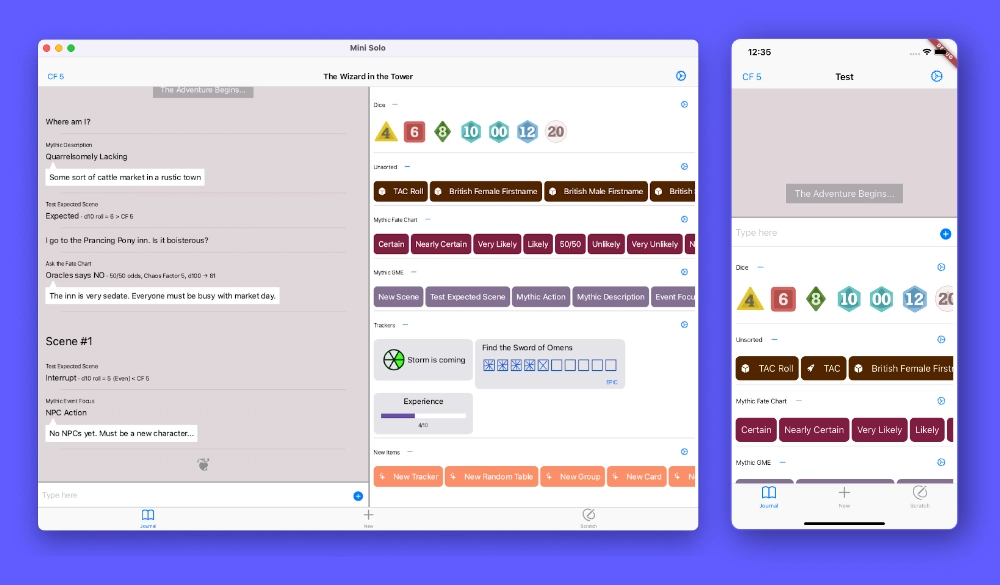 Mini Solo
CF 5
The Wizard in the Tower
The Adventure Begins...
Where am I?
Mythic Description
Quarrelsomely Lacking
Some sort of cattle market in a rustic town
Test Expected Scene
Expected - d10 roll = 6 > CF 5
I go to the Prancing Pony inn. Is it boisterous?
Ask the Fate Chart
Oracles says NO - 50/50 odds, Chaos Factor 5, d100 → 81
The inn is very sedate. Everyone must be busy with market day.
Scene #1
Test Expected Scene
Interrupt - d10 roll = 5 (Even) < CF 5
Mythic Event Focus
NPC Action
No NPCs yet. Must be a new character...
Type here
Dice
4 6 8 10 00 12 20
Unsorted
TAC Roll British Female Firstname British Male Firstname British
Mythic Fate Chart
Certain Nearly Certain Very Likely Likely 50/50 Unlikely Very Unlikely N
Mythic GME
New Scene Test Expected Scene Mythic Action Mythic Description Event Focu
Trackers
Storm is coming
Find the Sword of Omens
EPIC
Experience
4/10
New Items
New Tracker New Random Table New Group New Card N
Journal New Scratch
12:35
CF 5
Test
The Adventure Begins...
Type here
Dice
4 6 8 10 00 12 20
Unsorted
TAC Roll TAC British Female Firstn
Mythic Fate Chart
Certain Nearly Certain Very Likely Likely
Mythic GME
Journal New Scratch